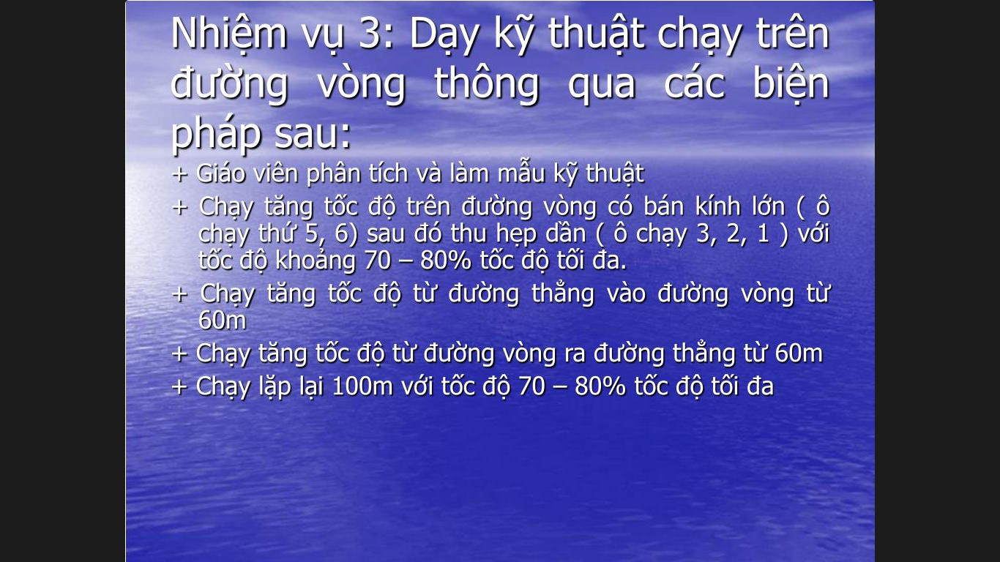 Nhiệm vụ 3: Dạy kỹ thuật chạy trên
đường vòng thông qua các biện
pháp sau:
+ Giáo viên phân tích và làm mẫu kỹ thuật
+ Chạy tăng tốc độ trên đường vòng có bán kính lớn ( ô
chạy thứ 5, 6) sau đó thu hẹp dần ( ô chạy 3, 2, 1 ) với
tốc độ khoảng 70 – 80% tốc độ tối đa.
+ Chạy tăng tốc độ từ đường thẳng vào đường vòng từ
60m
+ Chạy tăng tốc độ từ đường vòng ra đường thẳng từ 60m
+ Chạy lặp lại 100m với tốc độ 70 – 80% tốc độ tối đa